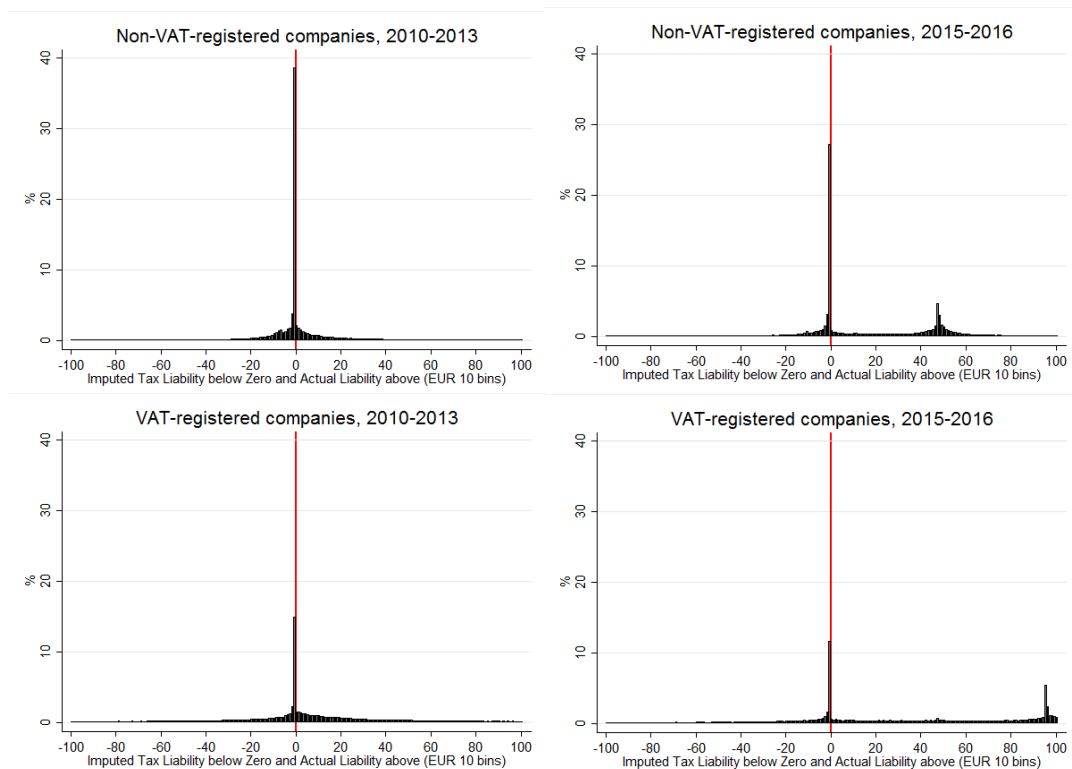 Non-VAT-registered companies, 2010-2013
40
30
20
10
0
%
-100 -80 -60 -40 -20 0 20 40 60 80 100
Imputed Tax Liability below Zero and Actual Liability above (EUR 10 bins)
Non-VAT-registered companies, 2015-2016
40
30
20
10
0
%
-100 -80 -60 -40 -20 0 20 40 60 80 100
Imputed Tax Liability below Zero and Actual Liability above (EUR 10 bins)
VAT-registered companies, 2010-2013
40
30
20
10
0
%
-100 -80 -60 -40 -20 0 20 40 60 80 100
Imputed Tax Liability below Zero and Actual Liability above (EUR 10 bins)
VAT-registered companies, 2015-2016
40
30
20
10
0
%
-100 -80 -60 -40 -20 0 20 40 60 80 100
Imputed Tax Liability below Zero and Actual Liability above (EUR 10 bins)